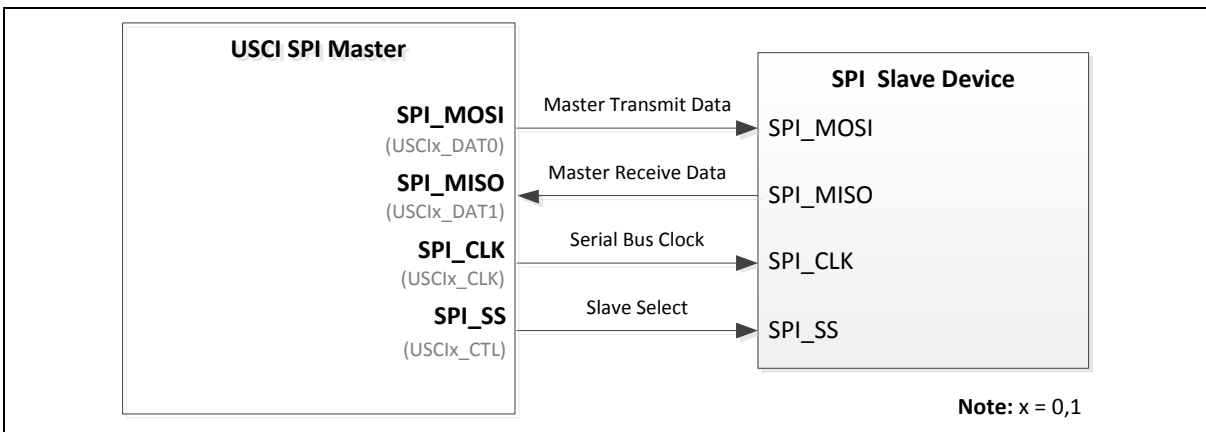 USCI SPI Master
SPI Slave Device
SPI_MOSI
(USCIx_DAT0)
Master Transmit Data
SPI_MOSI
SPI_MISO
(USCIx_DAT1)
Master Receive Data
SPI_MISO
SPI_CLK
(USCIx_CLK)
Serial Bus Clock
SPI_CLK
SPI_SS
(USCIx_CTL)
Slave Select
SPI_SS
Note: x = 0,1